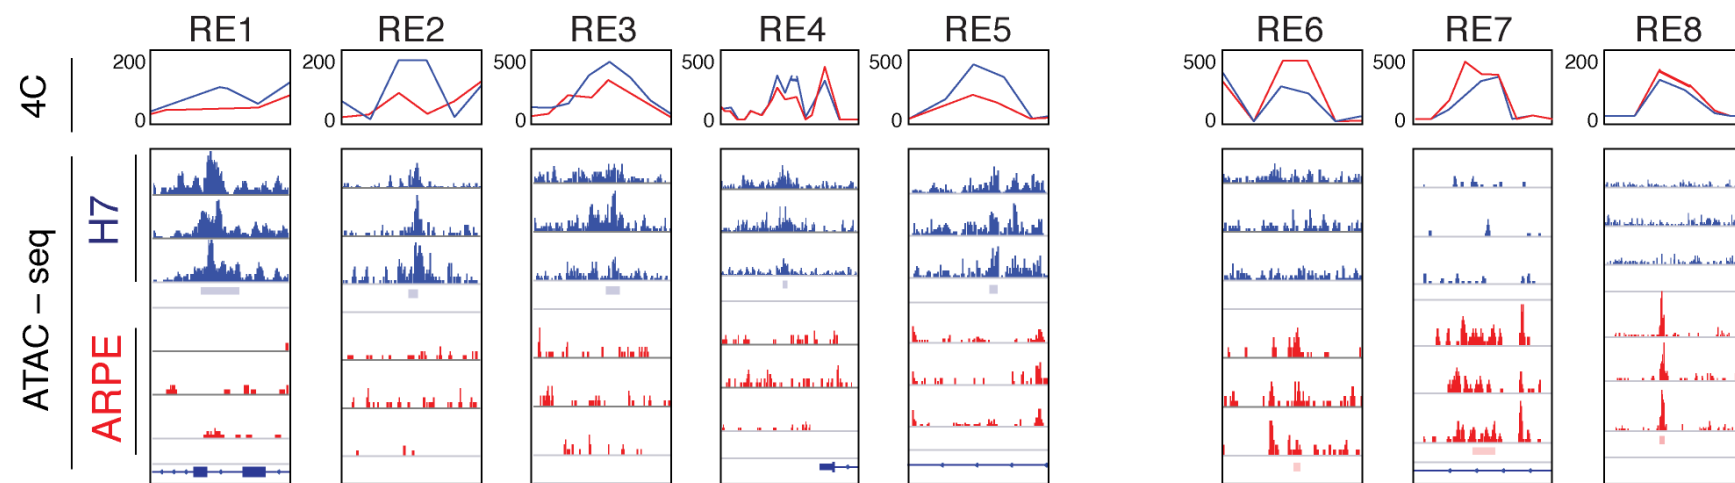 RE1 RE2 RE3 RE4 RE5 RE6 RE7 RE8
4C
200 200 500 500 500 500 500 200
0 0 0 0 0 0 0 0
ATAC – seq
H7
ARPE